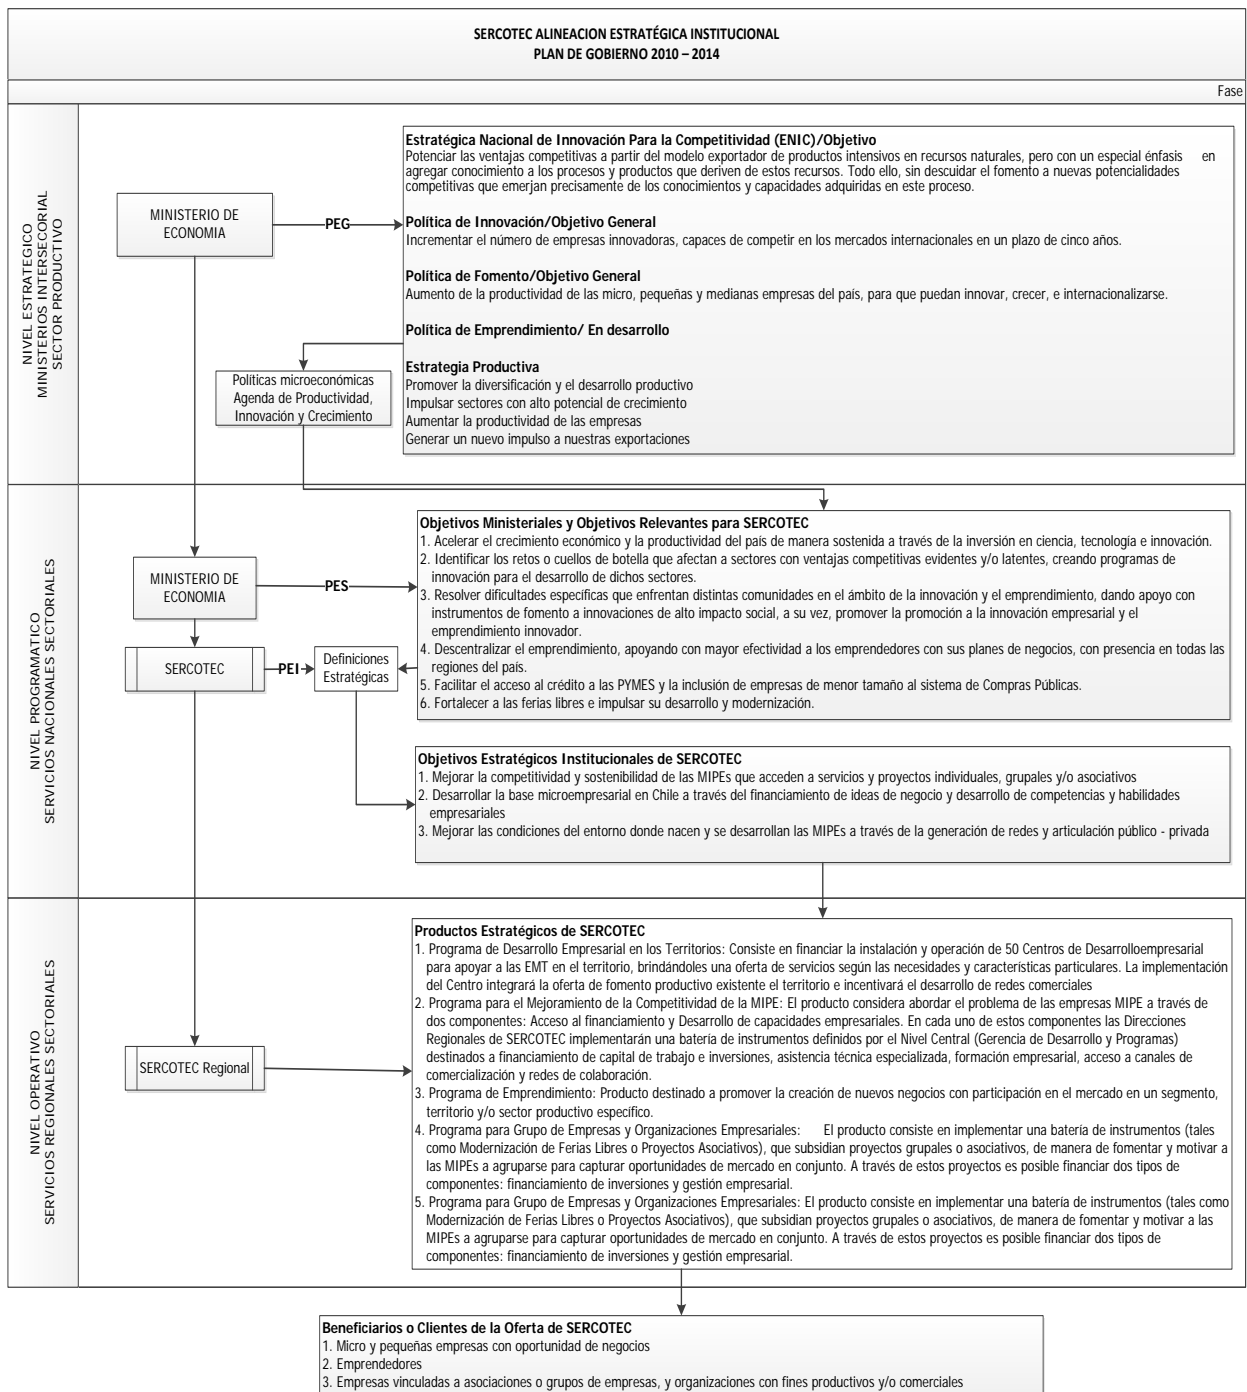 SERCOTEC ALINEACION ESTRATÉGICA INSTITUCIONAL
PLAN DE GOBIERNO 2010 – 2014
Fase
NIVEL ESTRATEGICO
MINISTERIOS INTERSECORIAL
SECTOR PRODUCTIVO
MINISTERIO DE
ECONOMIA
PEG
Estratégica Nacional de Innovación Para la Competitividad (ENIC)/Objetivo
Potenciar las ventajas competitivas a partir del modelo exportador de productos intensivos en recursos naturales, pero con un especial énfasis en
agregar conocimiento a los procesos y productos que deriven de estos recursos. Todo ello, sin descuidar el fomento a nuevas potencialidades
competitivas que emerjan precisamente de los conocimientos y capacidades adquiridas en este proceso.
Política de Innovación/Objetivo General
Incrementar el número de empresas innovadoras, capaces de competir en los mercados internacionales en un plazo de cinco años.
Política de Fomento/Objetivo General
Aumento de la productividad de las micro, pequeñas y medianas empresas del país, para que puedan innovar, crecer, e internacionalizarse.
Política de Emprendimiento/ En desarrollo
Estrategia Productiva
Promover la diversificación y el desarrollo productivo
Impulsar sectores con alto potencial de crecimiento
Aumentar la productividad de las empresas
Generar un nuevo impulso a nuestras exportaciones
Políticas microeconómicas
Agenda de Productividad,
Innovación y Crecimiento
NIVEL PROGRAMATICO
SERVICIOS NACIONALES SECTORIALES
MINISTERIO DE
ECONOMIA
PES
SERCOTEC
PEI
Definiciones
Estratégicas
Objetivos Ministeriales y Objetivos Relevantes para SERCOTEC
1. Acelerar el crecimiento económico y la productividad del país de manera sostenida a través de la inversión en ciencia, tecnología e innovación.
2. Identificar los retos o cuellos de botella que afectan a sectores con ventajas competitivas evidentes y/o latentes, creando programas de
innovación para el desarrollo de dichos sectores.
3. Resolver dificultades específicas que enfrentan distintas comunidades en el ámbito de la innovación y el emprendimiento, dando apoyo con
instrumentos de fomento a innovaciones de alto impacto social, a su vez, promover la promoción a la innovación empresarial y el
emprendimiento innovador.
4. Descentralizar el emprendimiento, apoyando con mayor efectividad a los emprendedores con sus planes de negocios, con presencia en todas las
regiones del país.
5. Facilitar el acceso al crédito a las PYMES y la inclusión de empresas de menor tamaño al sistema de Compras Públicas.
6. Fortalecer a las ferias libres e impulsar su desarrollo y modernización.
Objetivos Estratégicos Institucionales de SERCOTEC
1. Mejorar la competitividad y sostenibilidad de las MIPEs que acceden a servicios y proyectos individuales, grupales y/o asociativos
2. Desarrollar la base microempresarial en Chile a través del financiamiento de ideas de negocio y desarrollo de competencias y habilidades
empresariales
3. Mejorar las condiciones del entorno donde nacen y se desarrollan las MIPEs a través de la generación de redes y articulación público - privada
NIVEL OPERATIVO
SERVICIOS REGIONALES SECTORIALES
SERCOTEC Regional
Productos Estratégicos de SERCOTEC
1. Programa de Desarrollo Empresarial en los Territorios: Consiste en financiar la instalación y operación de 50 Centros de Desarrolloempresarial
para apoyar a las EMT en el territorio, brindándoles una oferta de servicios según las necesidades y características particulares. La implementación
del Centro integrará la oferta de fomento productivo existente el territorio e incentivará el desarrollo de redes comerciales
2. Programa para el Mejoramiento de la Competitividad de la MIPE: El producto considera abordar el problema de las empresas MIPE a través de
dos componentes: Acceso al financiamiento y Desarrollo de capacidades empresariales. En cada uno de estos componentes las Direcciones
Regionales de SERCOTEC implementarán una batería de instrumentos definidos por el Nivel Central (Gerencia de Desarrollo y Programas)
destinados a financiamiento de capital de trabajo e inversiones, asistencia técnica especializada, formación empresarial, acceso a canales de
comercialización y redes de colaboración.
3. Programa de Emprendimiento: Producto destinado a promover la creación de nuevos negocios con participación en el mercado en un segmento,
territorio y/o sector productivo específico.
4. Programa para Grupo de Empresas y Organizaciones Empresariales: El producto consiste en implementar una batería de instrumentos (tales
como Modernización de Ferias Libres o Proyectos Asociativos), que subsidian proyectos grupales o asociativos, de manera de fomentar y motivar a
las MIPEs a agruparse para capturar oportunidades de mercado en conjunto. A través de estos proyectos es posible financiar dos tipos de
componentes: financiamiento de inversiones y gestión empresarial.
5. Programa para Grupo de Empresas y Organizaciones Empresariales: El producto consiste en implementar una batería de instrumentos (tales como
Modernización de Ferias Libres o Proyectos Asociativos), que subsidian proyectos grupales o asociativos, de manera de fomentar y motivar a las
MIPEs a agruparse para capturar oportunidades de mercado en conjunto. A través de estos proyectos es posible financiar dos tipos de
componentes: financiamiento de inversiones y gestión empresarial.
Beneficiarios o Clientes de la Oferta de SERCOTEC
1. Micro y pequeñas empresas con oportunidad de negocios
2. Emprendedores
3. Empresas vinculadas a asociaciones o grupos de empresas, y organizaciones con fines productivos y/o comerciales